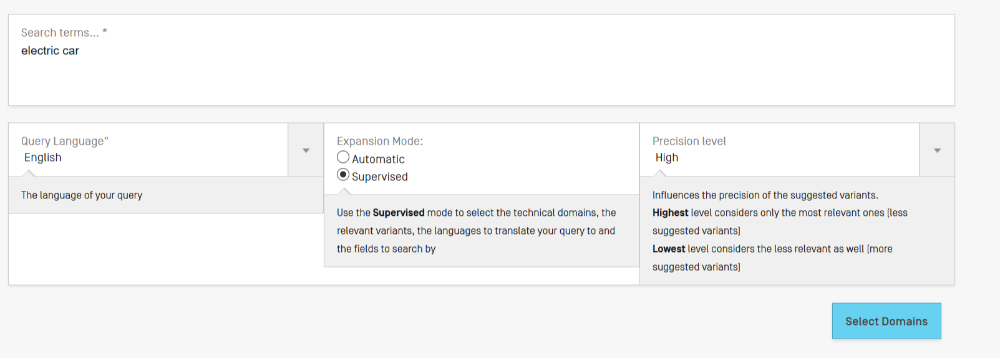 Search terms... *
electric car
Query Language"
English
The language of your query
Expansion Mode:
Automatic
Supervised
Use the Supervised mode to select the technical domains, the
relevant variants, the languages to translate your query to and
the fields to search by
Precision level
High
Influences the precision of the suggested variants.
Highest level considers only the most relevant ones (less
suggested variants)
Lowest level considers the less relevant as well (more
suggested variants)
Select Domains